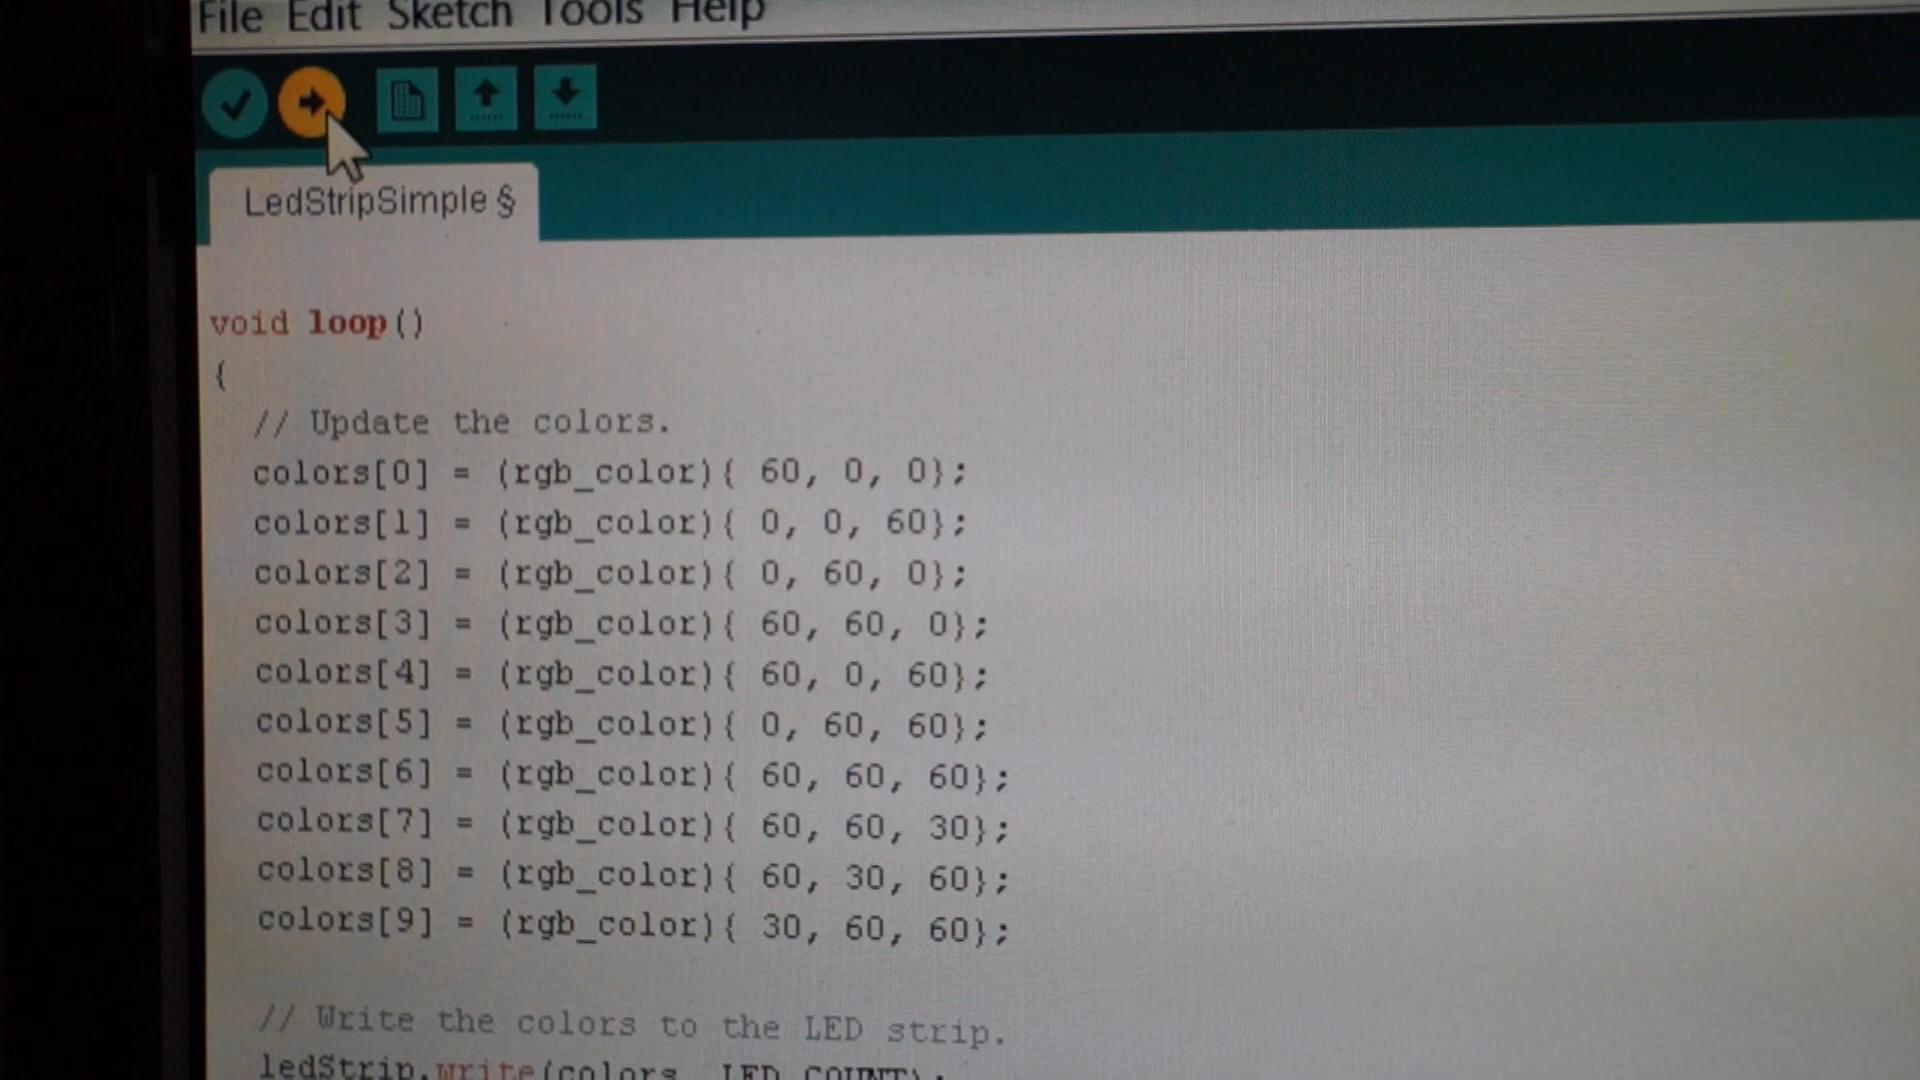 File Edit Sketch Tools Help
LedStripSimple §
void loop()
{
// Update the colors.
colors[0] = (rgb_color){ 60, 0, 0};
colors[1] = (rgb_color){ 0, 0, 60};
colors[2] = (rgb_color){ 0, 60, 0};
colors[3] = (rgb_color){ 60, 60, 0};
colors[4] = (rgb_color){ 60, 0, 60};
colors[5] = (rgb_color){ 0, 60, 60};
colors[6] = (rgb_color){ 60, 60, 60};
colors[7] = (rgb_color){ 60, 60, 30};
colors[8] = (rgb_color){ 60, 30, 60};
colors[9] = (rgb_color){ 30, 60, 60};
// Write the colors to the LED strip.
ledStrip.write(colors, LED_COUNT);